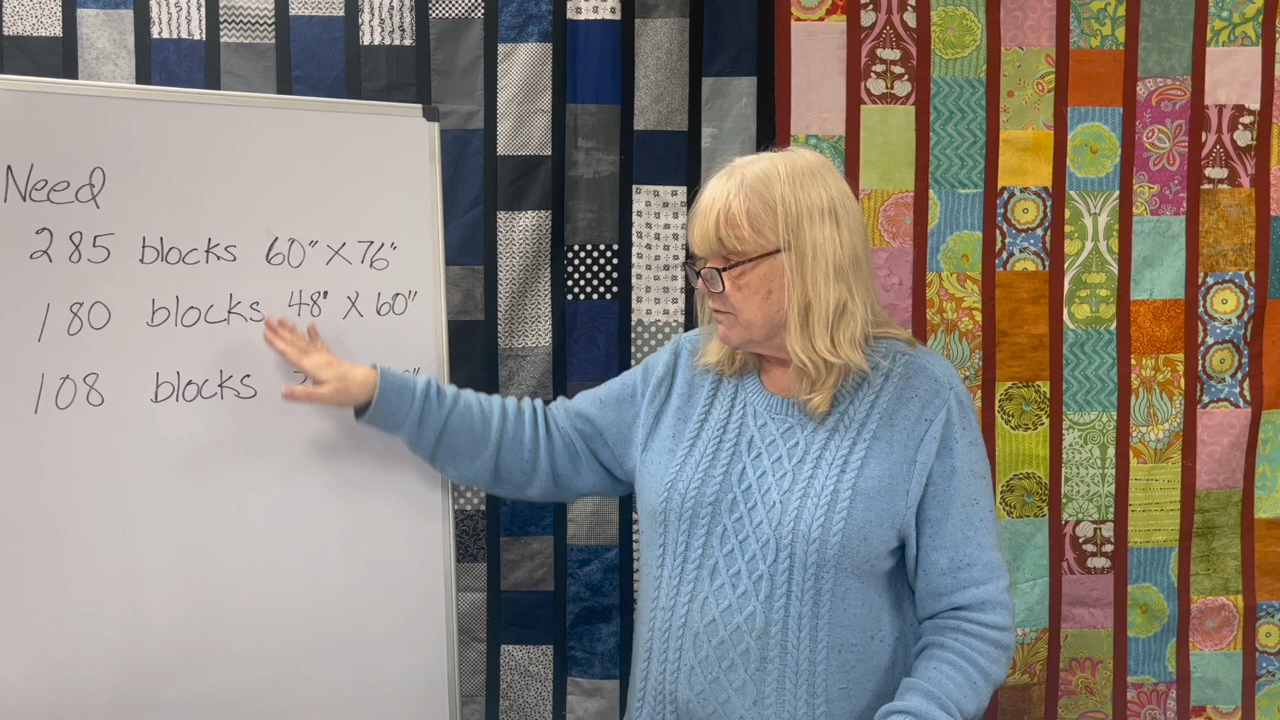 Need
285 blocks 60" X 76"
180 blocks 48" X 60"
108 blocks